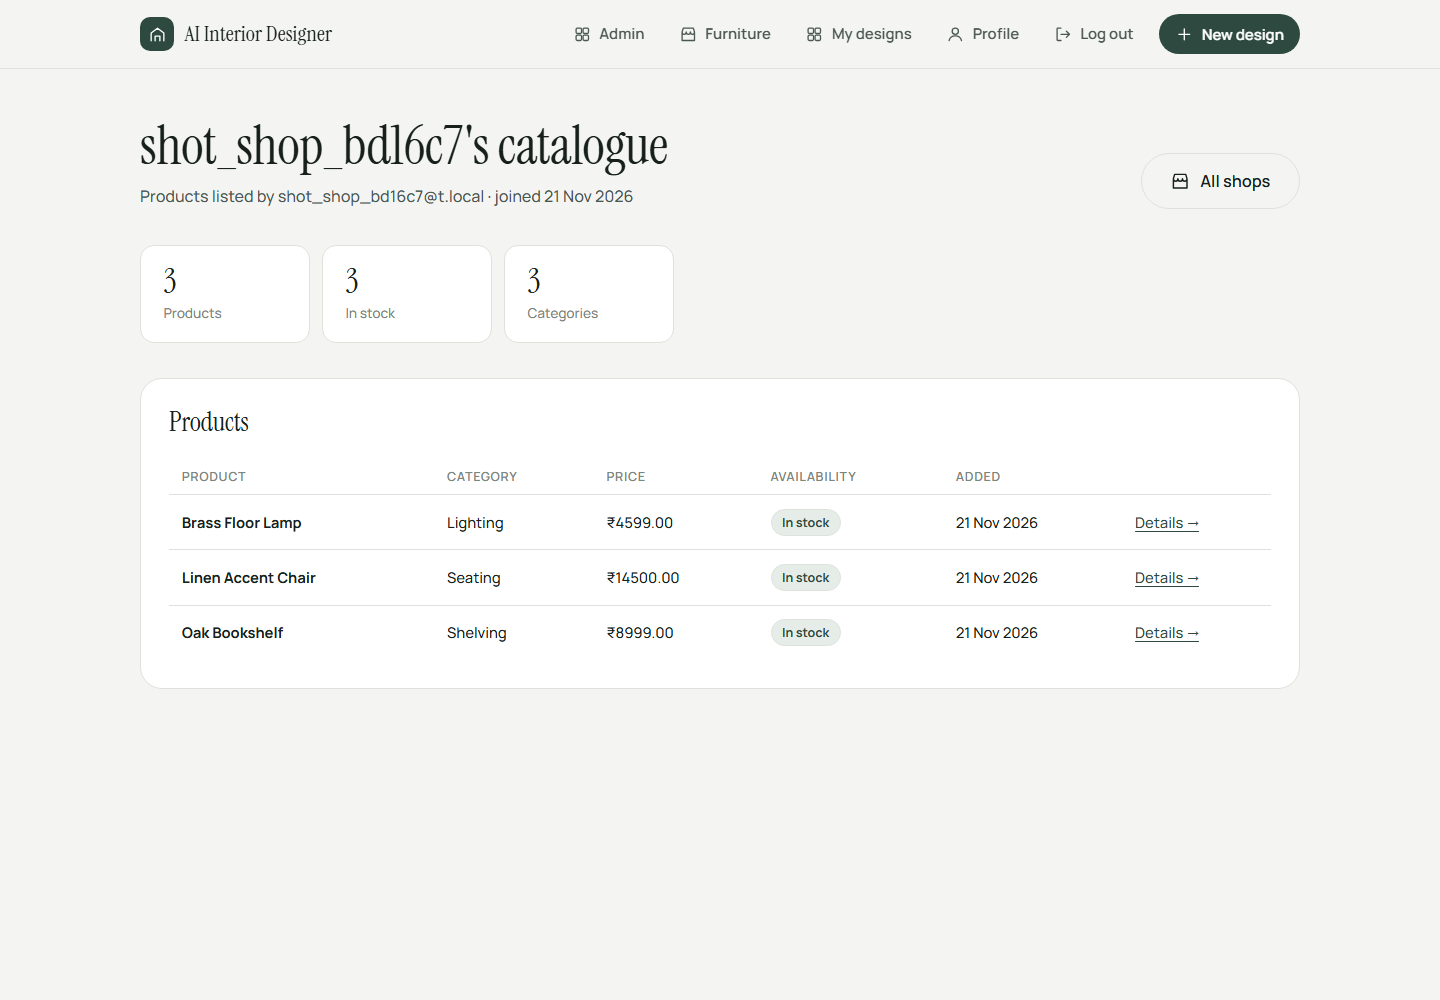 AI Interior Designer
Admin
Furniture
My designs
Profile
Log out
New design
shot_shop_bd16c7's catalogue
Products listed by shot_shop_bd16c7@t.local · joined 21 Nov 2026
All shops
3
Products
3
In stock
3
Categories
Products
PRODUCT CATEGORY PRICE AVAILABILITY ADDED
Brass Floor Lamp Lighting ₹4599.00 In stock 21 Nov 2026 Details →
Linen Accent Chair Seating ₹14500.00 In stock 21 Nov 2026 Details →
Oak Bookshelf Shelving ₹8999.00 In stock 21 Nov 2026 Details →